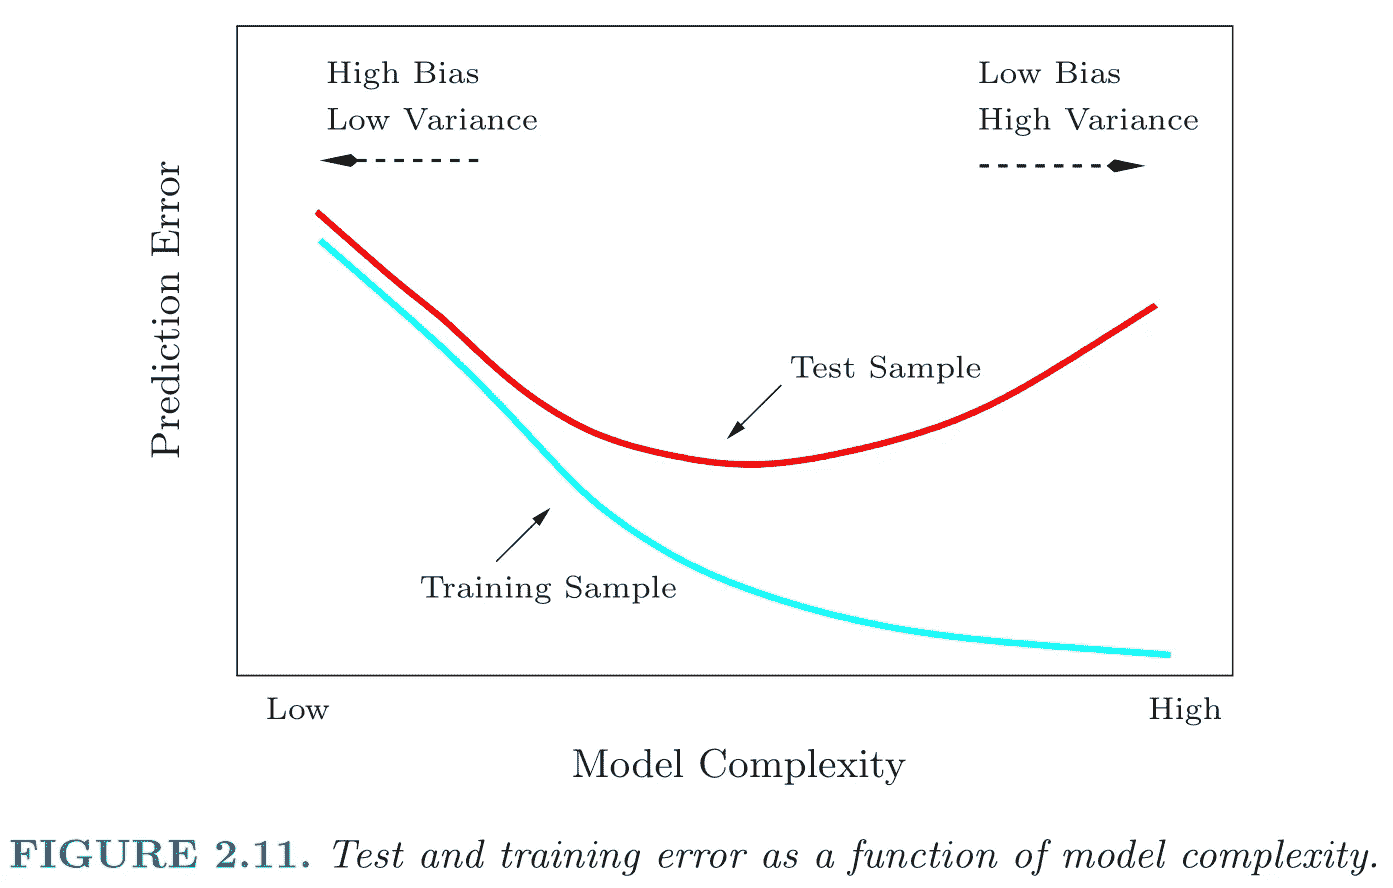 High Bias
Low Variance
Low Bias
High Variance
Prediction Error
Test Sample
Training Sample
Low
High
Model Complexity
FIGURE 2.11. Test and training error as a function of model complexity.